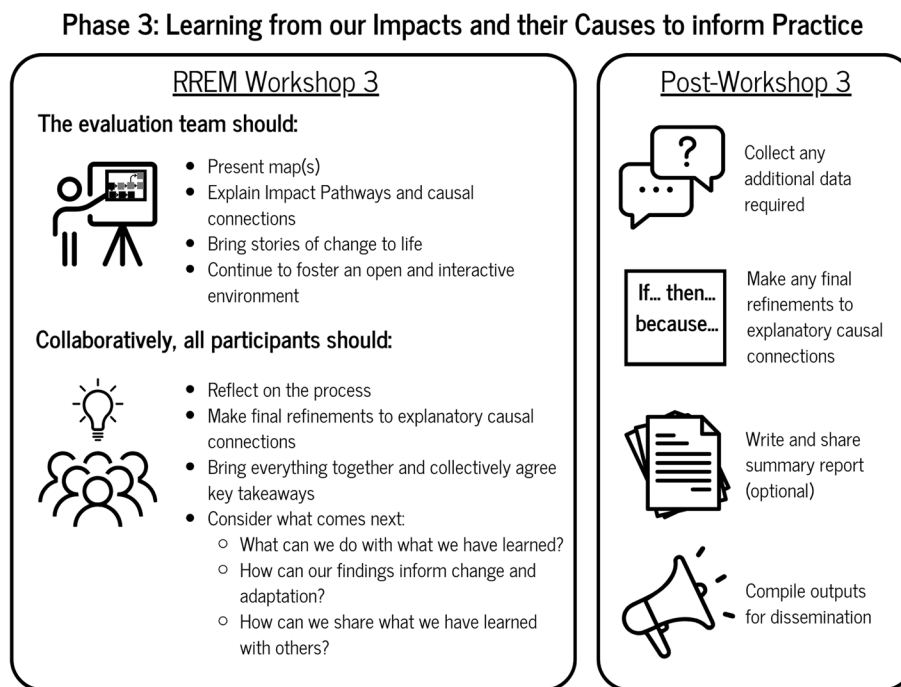 Phase 3: Learning from our Impacts and their Causes to inform Practice
RREM Workshop 3
The evaluation team should:
• Present map(s)
• Explain Impact Pathways and causal
connections
• Bring stories of change to life
• Continue to foster an open and interactive
environment
Collaboratively, all participants should:
• Reflect on the process
• Make final refinements to explanatory causal
connections
• Bring everything together and collectively agree
key takeaways
• Consider what comes next:
○ What can we do with what we have learned?
○ How can our findings inform change and
adaptation?
○ How can we share what we have learned
with others?
Post-Workshop 3
?
...
Collect any
additional data
required
If... then...
because...
Make any final
refinements to
explanatory causal
connections
Write and share
summary report
(optional)
Compile outputs
for dissemination